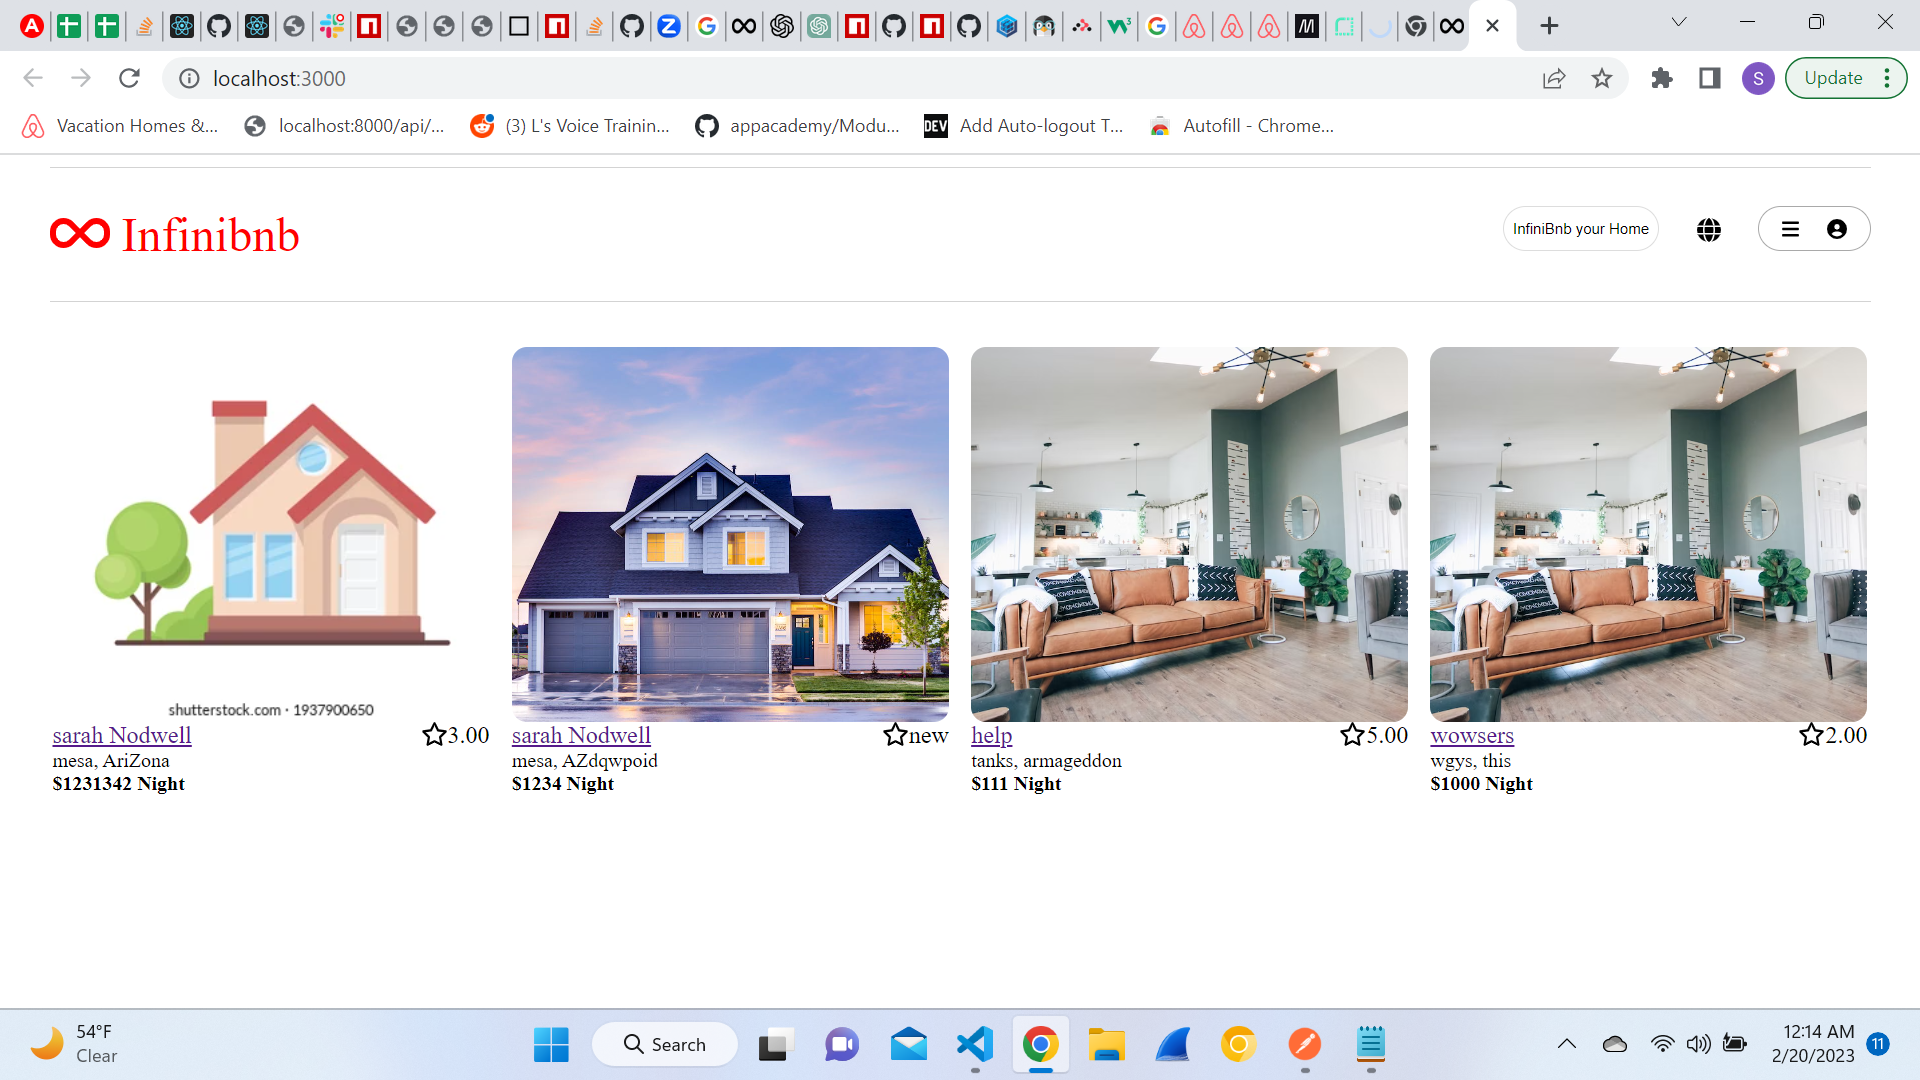 localhost:3000
S
Update
Vacation Homes &...
localhost:8000/api/...
(3) L's Voice Trainin...
appacademy/Modu...
DEV
Add Auto-logout T...
Autofill - Chrome...
Infinibnb
InfiniBnb your Home
shutterstock.com · 1937900650
sarah Nodwell
3.00
mesa, AriZona
$1231342 Night
sarah Nodwell
new
mesa, AZdqwpoid
$1234 Night
help
5.00
tanks, armageddon
$111 Night
wowsers
2.00
wgys, this
$1000 Night
54°F
Clear
Search
12:14 AM
2/20/2023
11